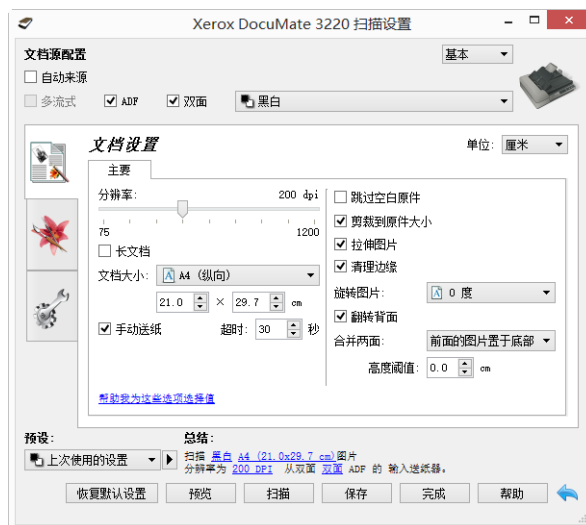 Xerox DocuMate 3220 扫描设置
文档源配置
基本
自动来源
多流式 ADF 双面 黑白
文档设置
单位: 厘米
主要
分辨率: 200 dpi
75 1200
长文档
文档大小: A4 (纵向)
21.0 × 29.7 cm
手动送纸 超时: 30 秒
跳过空白原件
剪裁到原件大小
拉伸图片
清理边缘
旋转图片: 0 度
翻转背面
合并两面: 前面的图片置于底部
高度阈值: 0.0 cm
帮助我为这些选项选择值
预设: 总结:
上次使用的设置
扫描 黑白 A4 (21.0x29.7 cm)图片
分辨率为 200 DPI 从双面 双面 ADF 的 输入送纸器。
恢复默认设置 预览 扫描 保存 完成 帮助